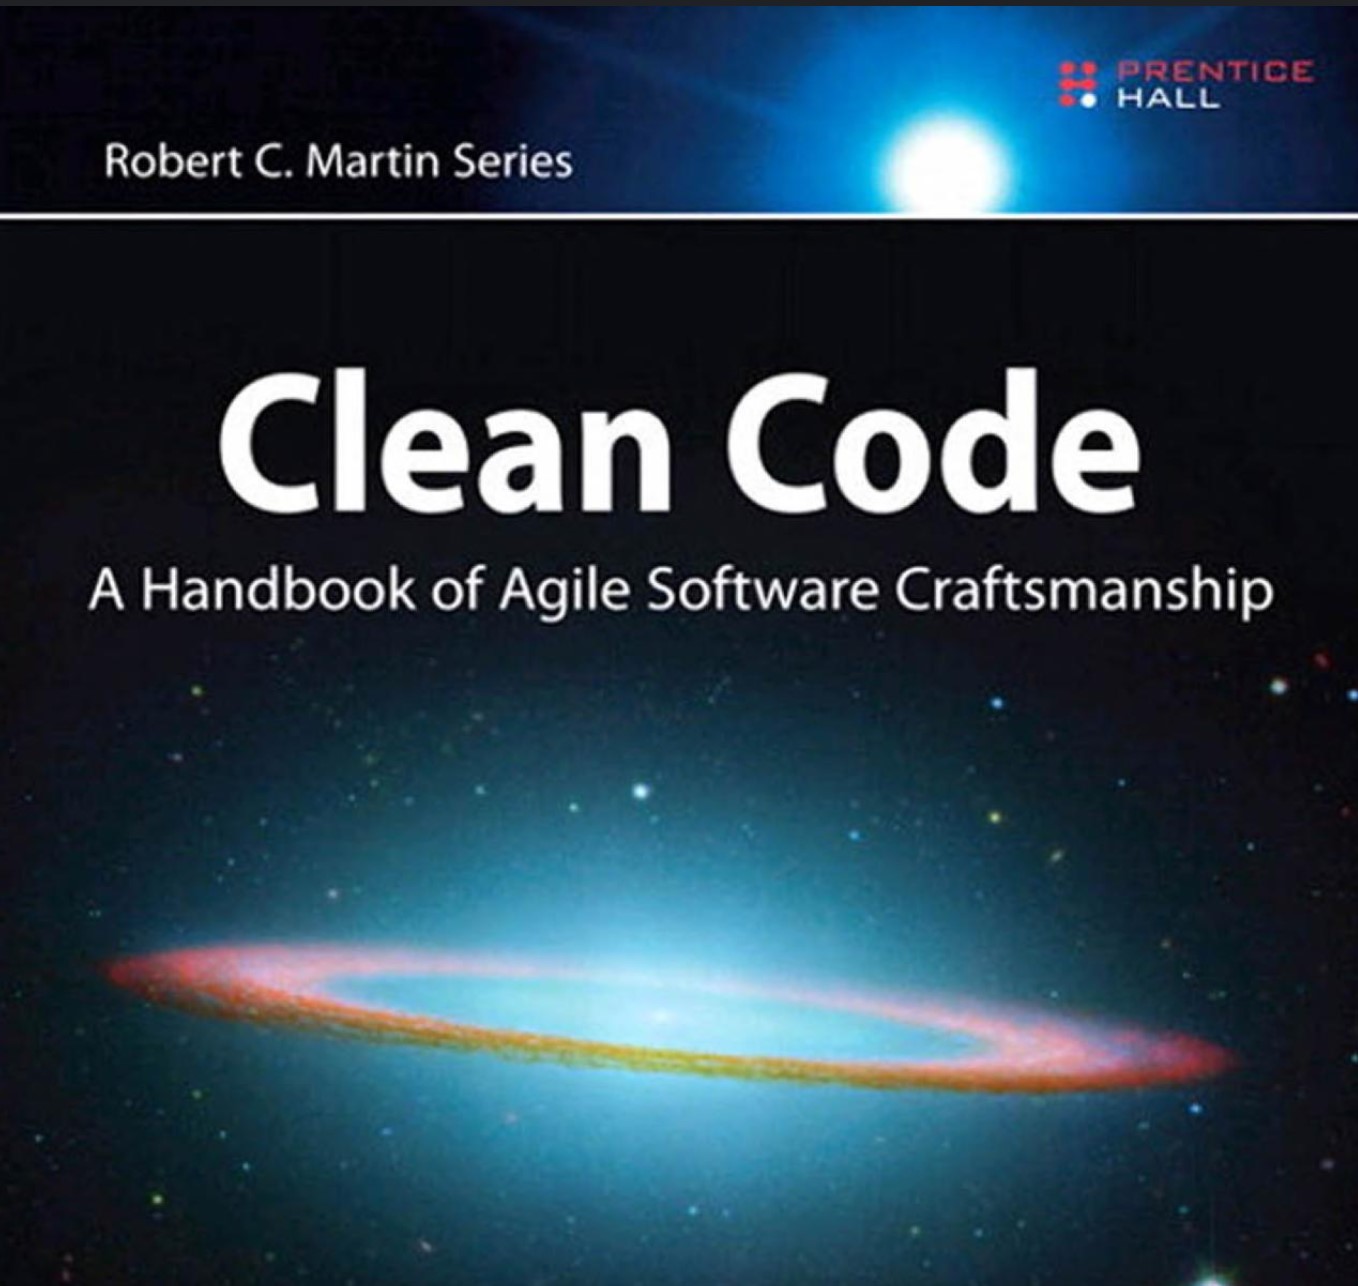 PRENTICE
HALL
Robert C. Martin Series
Clean Code
A Handbook of Agile Software Craftsmanship